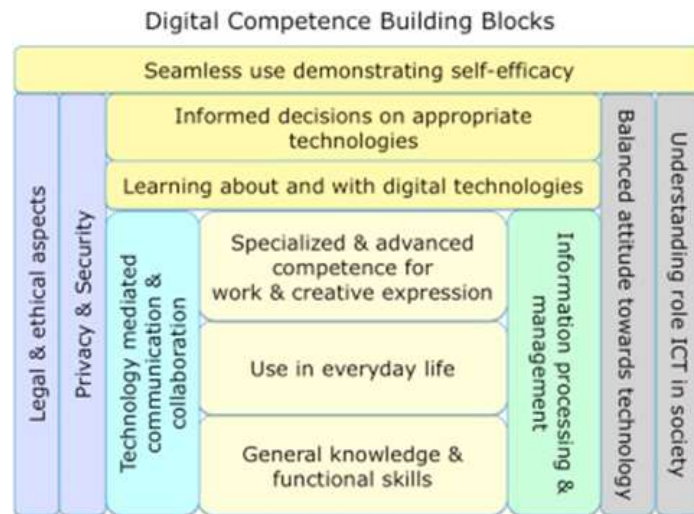 Digital Competence Building Blocks
Seamless use demonstrating self-efficacy
Informed decisions on appropriate
technologies
Learning about and with digital technologies
Legal & ethical aspects
Privacy & Security
Technology mediated
communication &
collaboration
Specialized & advanced
competence for
work & creative expression
Use in everyday life
General knowledge &
functional skills
Information processing &
management
Balanced attitude towards technology
Understanding role ICT in society